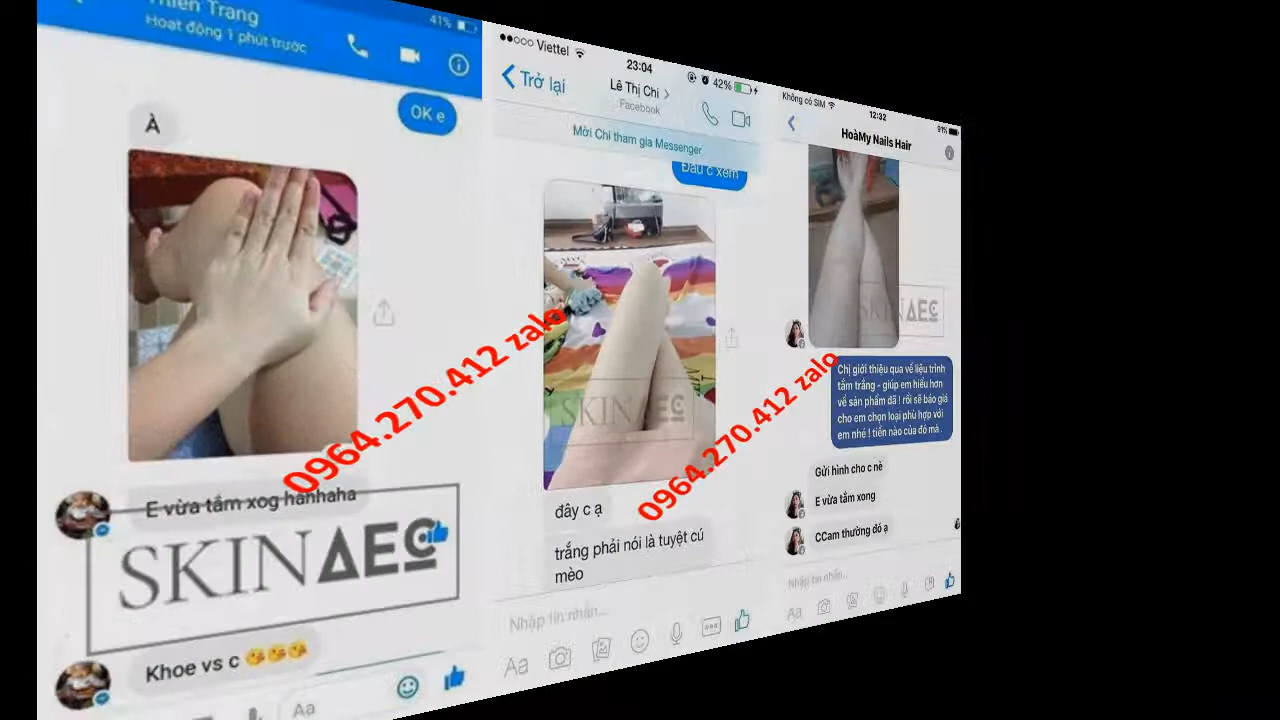 Thiên Trang
Hoạt động 1 phút trước
41%
OK e
À
E vừa tắm xog hahhaha
SKINAEC
Khoe vs c 😘😘😘
Aa
Viettel
23:04
42%
Trở lại
Lê Thị Chi
Facebook
Mời Chi tham gia Messenger
Đâu c xem
SKINAEC
đây c ạ
trắng phải nói là tuyệt cú
mèo
Nhập tin nhắn...
Aa
Không có SIM
12:32
91%
HoàMy Nails Hair
SKINAEC
Chị giới thiệu qua về liệu trình
tắm trắng - giúp em hiểu hơn
về sản phẩm đã ! rồi sẽ báo giá
cho em chọn loại phù hợp với
em nhé ! tiền nào của đó mà .
Gửi hình cho c nè
E vừa tắm xong
CCam thường đó ạ
Nhập tin nhắn...
Aa
0964.270.412 zalo
0964.270.412 zalo